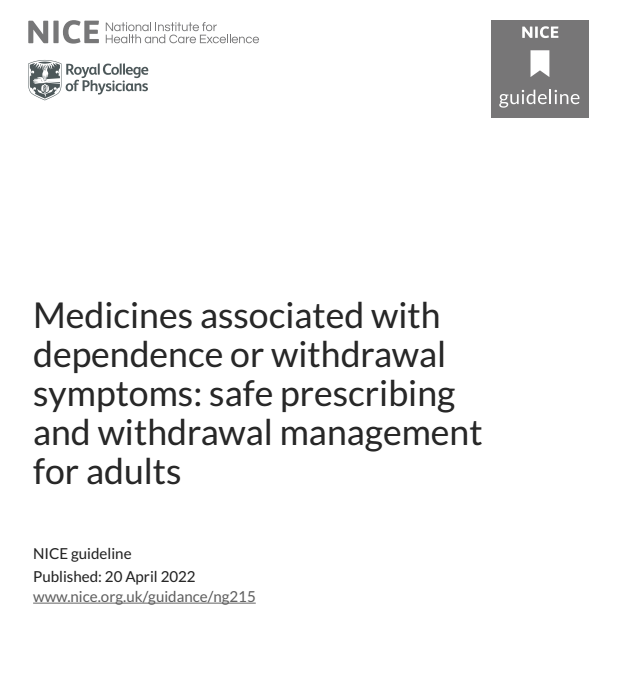 NICE National Institute for
Health and Care Excellence
Royal College
of Physicians
NICE
guideline
Medicines associated with
dependence or withdrawal
symptoms: safe prescribing
and withdrawal management
for adults
NICE guideline
Published: 20 April 2022
www.nice.org.uk/guidance/ng215